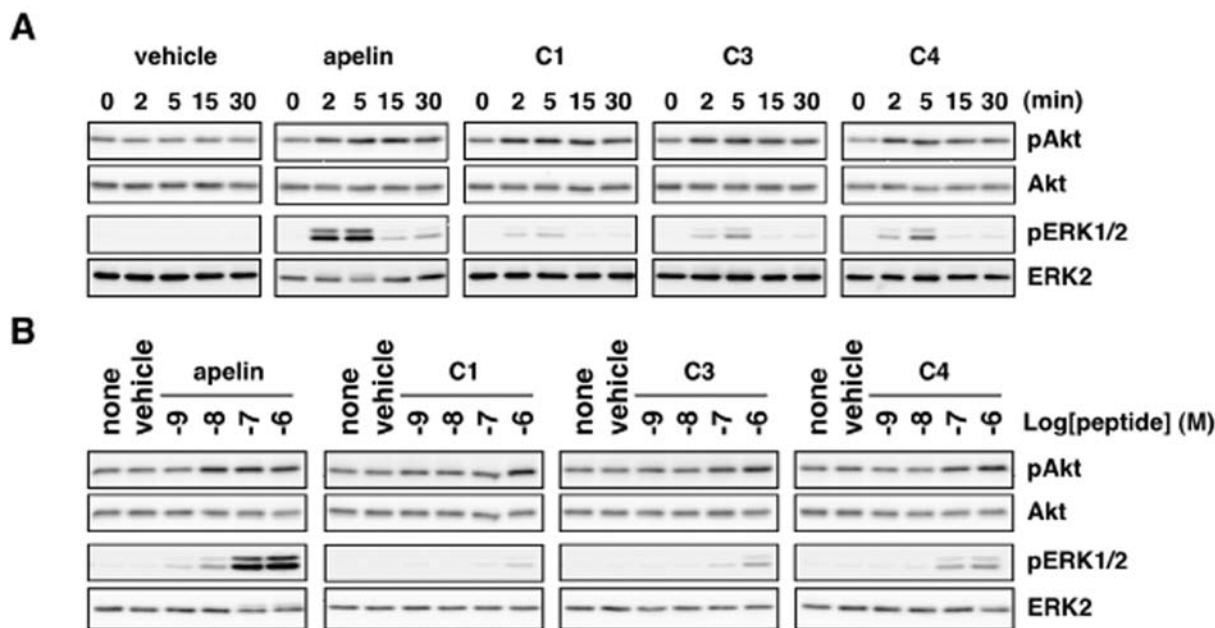 A
vehicle apelin C1 C3 C4
0 2 5 15 30 0 2 5 15 30 0 2 5 15 30 0 2 5 15 30 0 2 5 15 30 (min)
pAkt
Akt
pERK1/2
ERK2
B
none vehicle apelin none vehicle C1 none vehicle C3 none vehicle C4
-9 -8 -7 -6 -9 -8 -7 -6 -9 -8 -7 -6 -9 -8 -7 -6 Log[peptide] (M)
pAkt
Akt
pERK1/2
ERK2